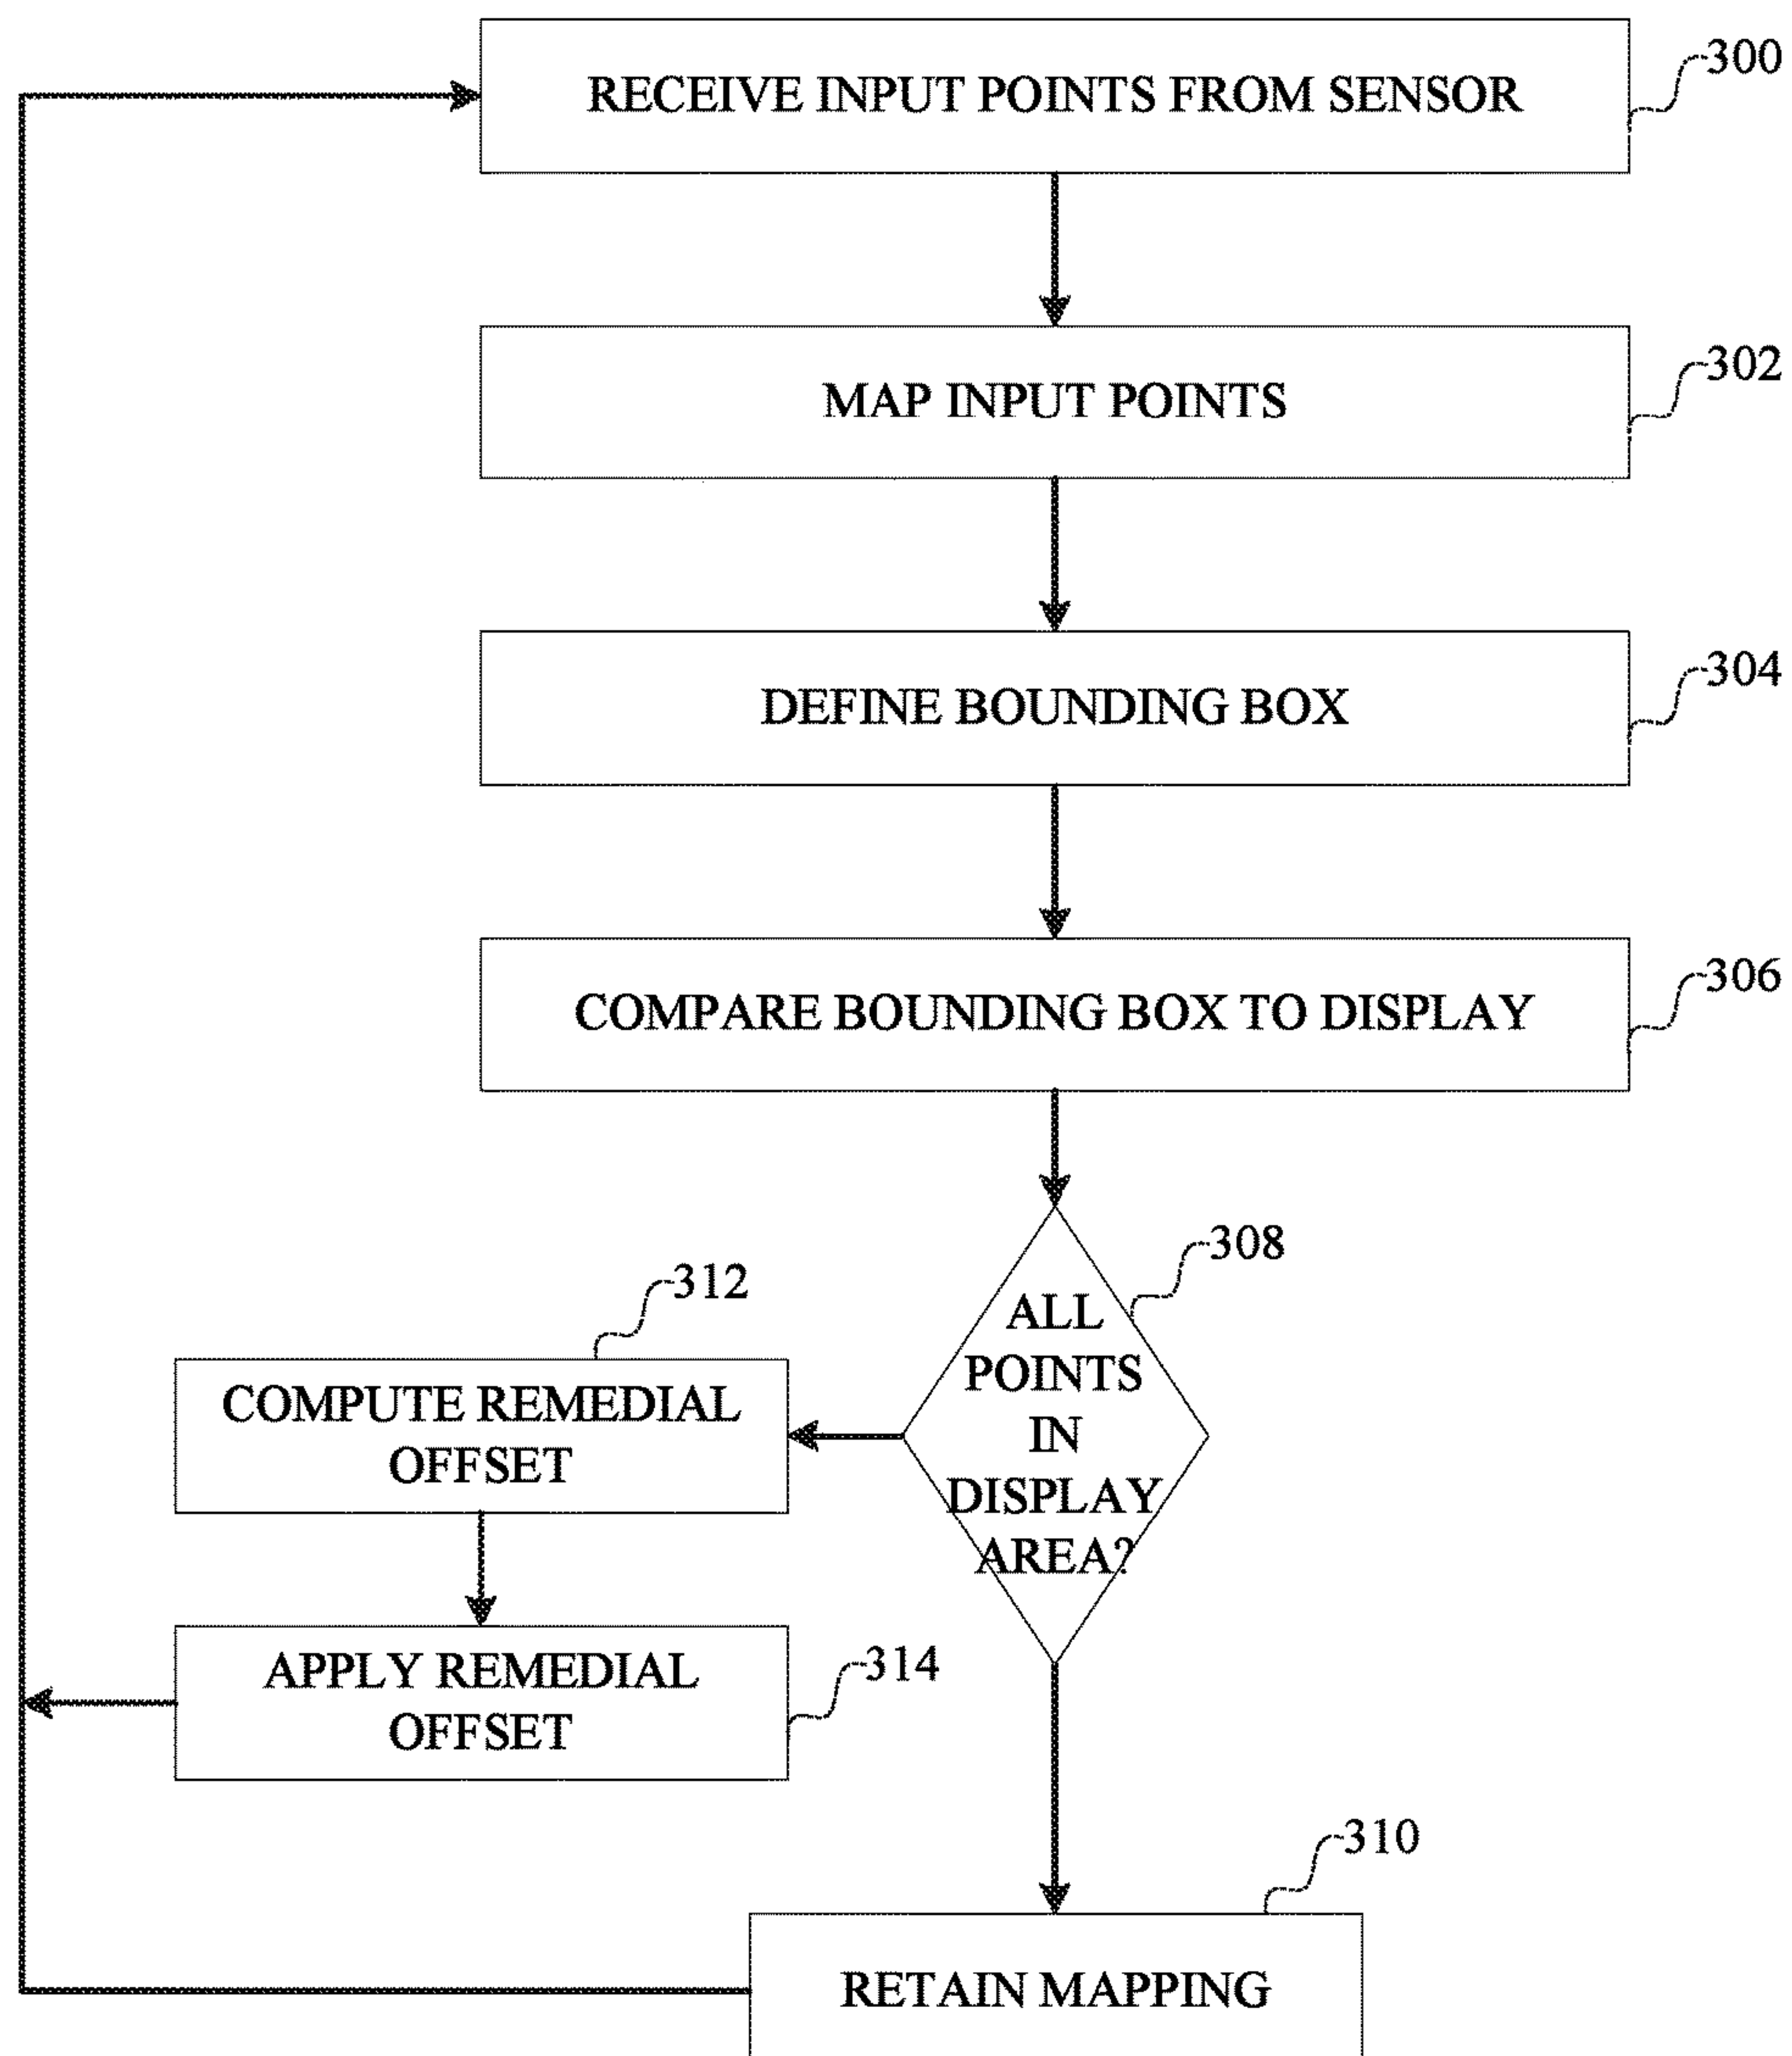 RECEIVE INPUT POINTS FROM SENSOR
300
MAP INPUT POINTS
302
DEFINE BOUNDING BOX
304
COMPARE BOUNDING BOX TO DISPLAY
306
ALL
POINTS
IN
DISPLAY
AREA?
308
COMPUTE REMEDIAL
OFFSET
312
APPLY REMEDIAL
OFFSET
314
RETAIN MAPPING
310